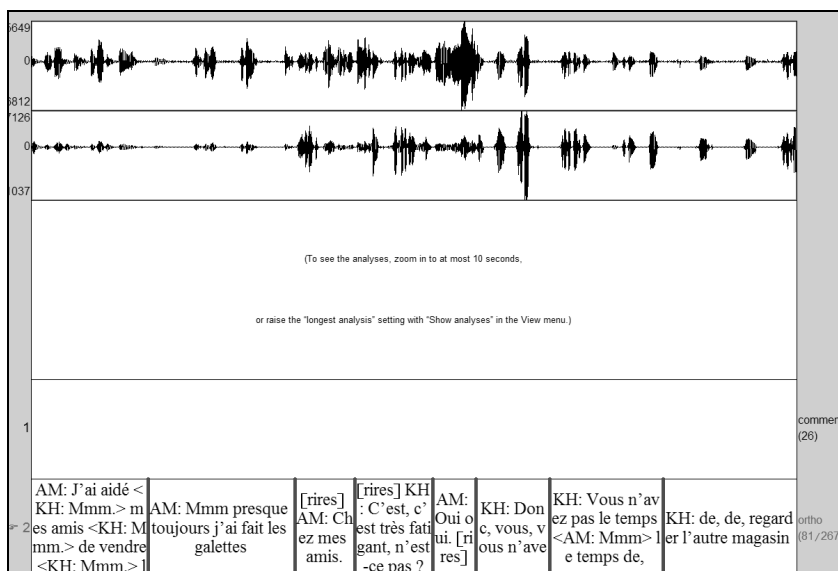 5649
0
6812
7126
0
1037
(To see the analyses, zoom in to at most 10 seconds,
or raise the "longest analysis" setting with "Show analyses" in the View menu.)
1
commen
(26)
AM: J'ai aidé <
KH: Mmm.> m
es amis <KH: M
mm.> de vendre
<KH: Mmm.> l
AM: Mmm presque
toujours j'ai fait les
galettes
[rires]
AM: Ch
ez mes
amis.
[rires] KH
: C'est, c'
est très fati
gant, n'est
-ce pas ?
AM:
Oui o
ui. [ri
res]
KH: Don
c, vous, v
ous n'ave
KH: Vous n'av
ez pas le temps
<AM: Mmm> l
e temps de,
KH: de, de, regard
er l'autre magasin
☞ 2
ortho
(81/267